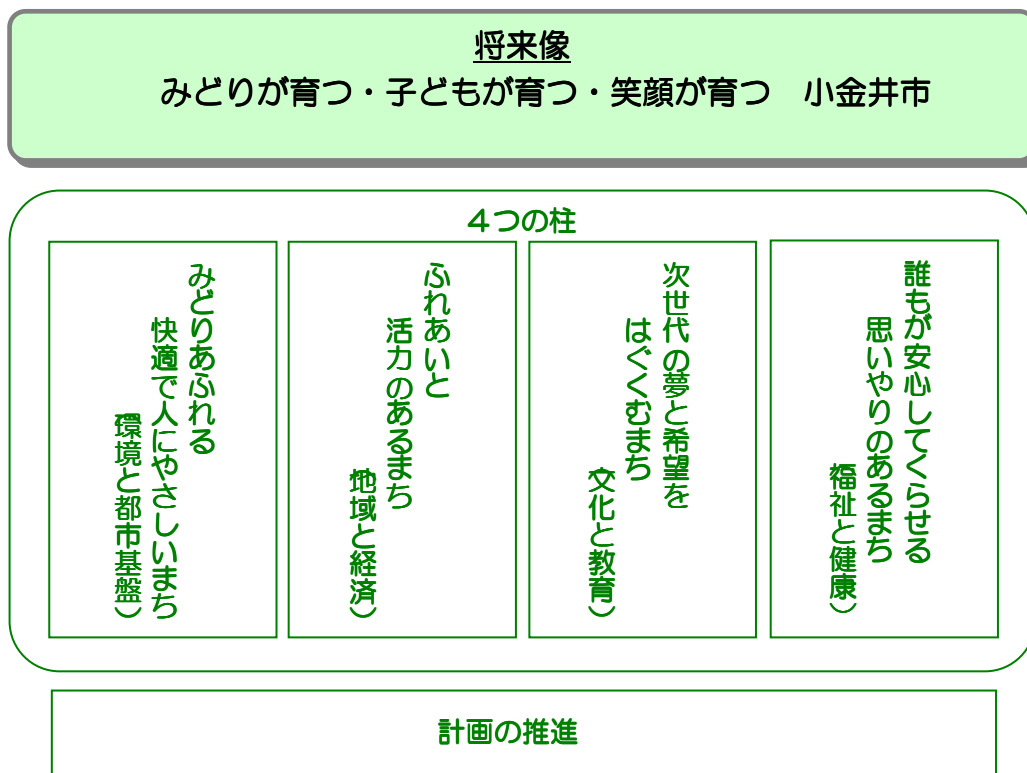 将来像
みどりが育つ・子どもが育つ・笑顔が育つ　小金井市
4つの柱
みどりあふれる
快適で人にやさしいまち
（環境と都市基盤）
ふれあいと
活力のあるまち
（地域と経済）
次世代の夢と希望を
はぐくむまち
（文化と教育）
誰もが安心してくらせる
思いやりのあるまち
（福祉と健康）
計画の推進